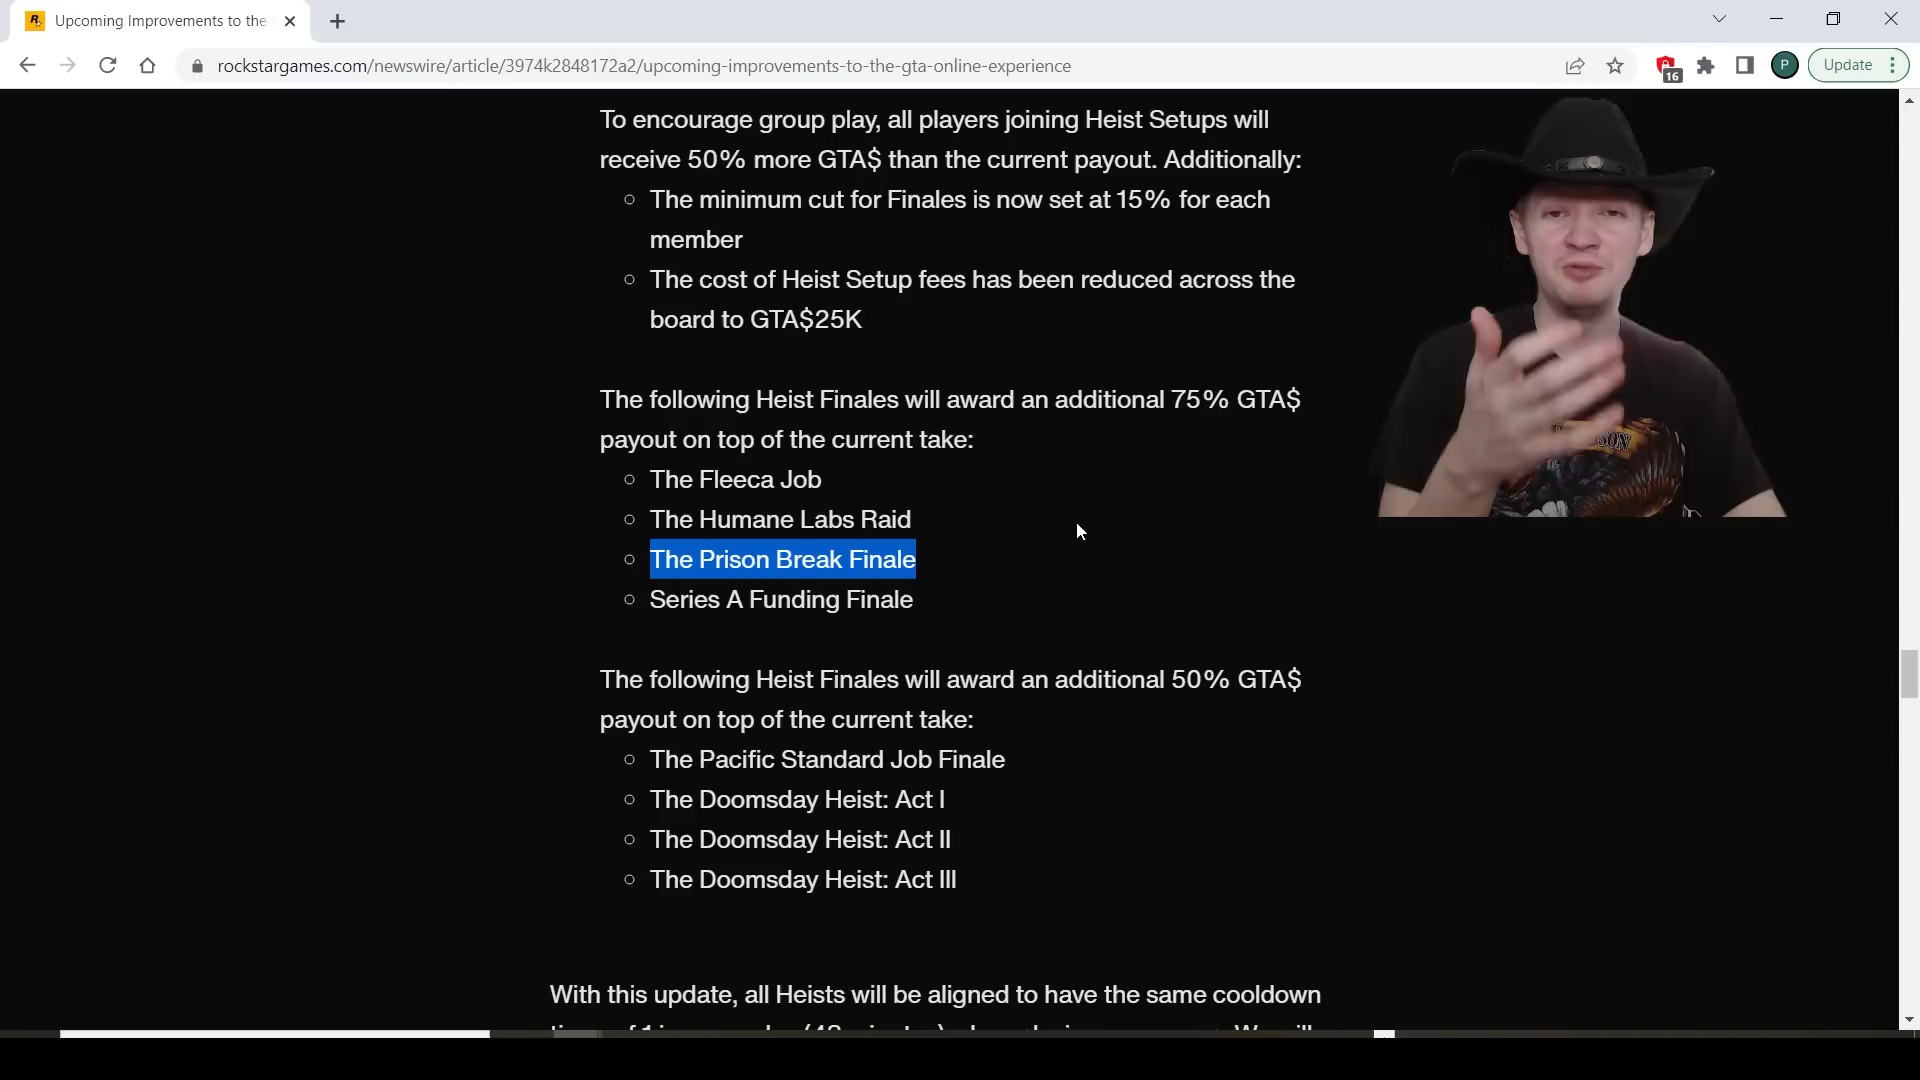 Upcoming Improvements to the
rockstargames.com/newswire/article/3974k2848172a2/upcoming-improvements-to-the-gta-online-experience
16
P
Update
To encourage group play, all players joining Heist Setups will
receive 50% more GTA$ than the current payout. Additionally:
The minimum cut for Finales is now set at 15% for each
member
The cost of Heist Setup fees has been reduced across the
board to GTA$25K
The following Heist Finales will award an additional 75% GTA$
payout on top of the current take:
The Fleeca Job
The Humane Labs Raid
The Prison Break Finale
Series A Funding Finale
The following Heist Finales will award an additional 50% GTA$
payout on top of the current take:
The Pacific Standard Job Finale
The Doomsday Heist: Act I
The Doomsday Heist: Act II
The Doomsday Heist: Act III
With this update, all Heists will be aligned to have the same cooldown